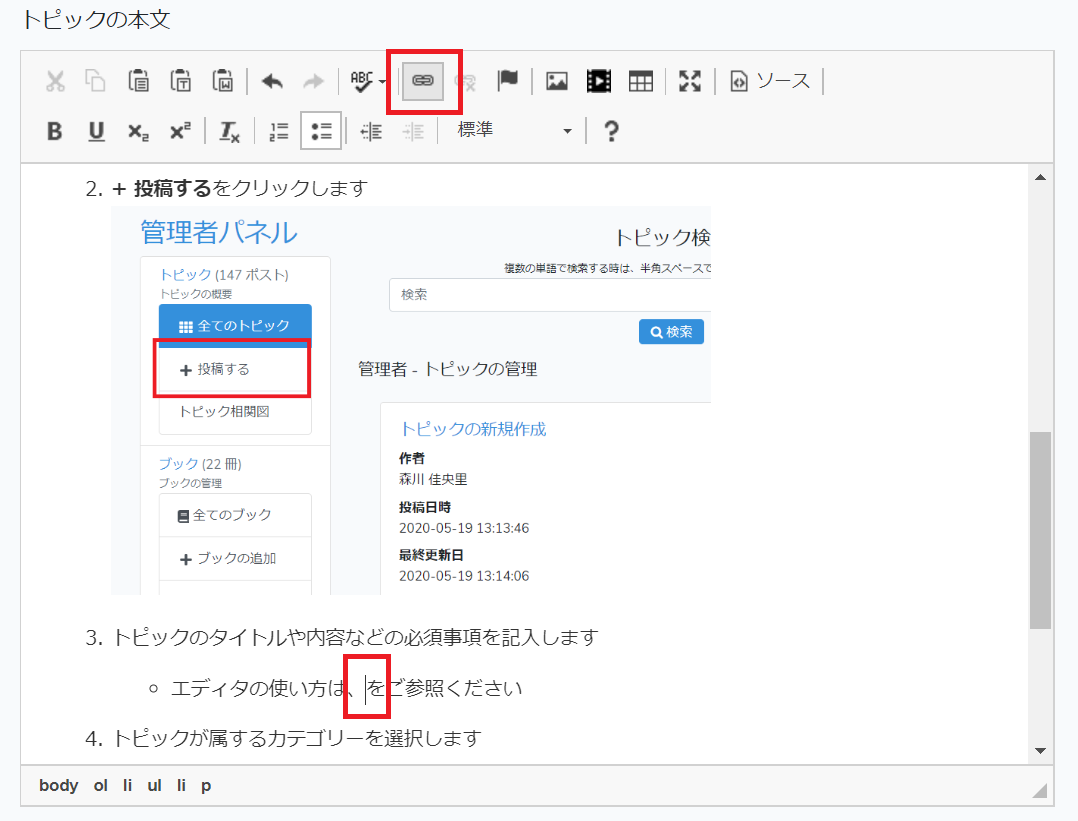 トピックの本文
ABC
ソース
B U x₂ x² Tx 標準 ?
2. + 投稿するをクリックします
管理者パネル
トピック (147 ポスト)
トピックの概要
全てのトピック
+ 投稿する
トピック相関図
ブック (22 冊)
ブックの管理
全てのブック
+ ブックの追加
トピック検
複数の単語で検索する時は、半角スペースで
検索
検索
管理者 - トピックの管理
トピックの新規作成
作者
森川 佳央里
投稿日時
2020-05-19 13:13:46
最終更新日
2020-05-19 13:14:06
3. トピックのタイトルや内容などの必須事項を記入します
エディタの使い方は、をご参照ください
4. トピックが属するカテゴリーを選択します
body ol li ul li p